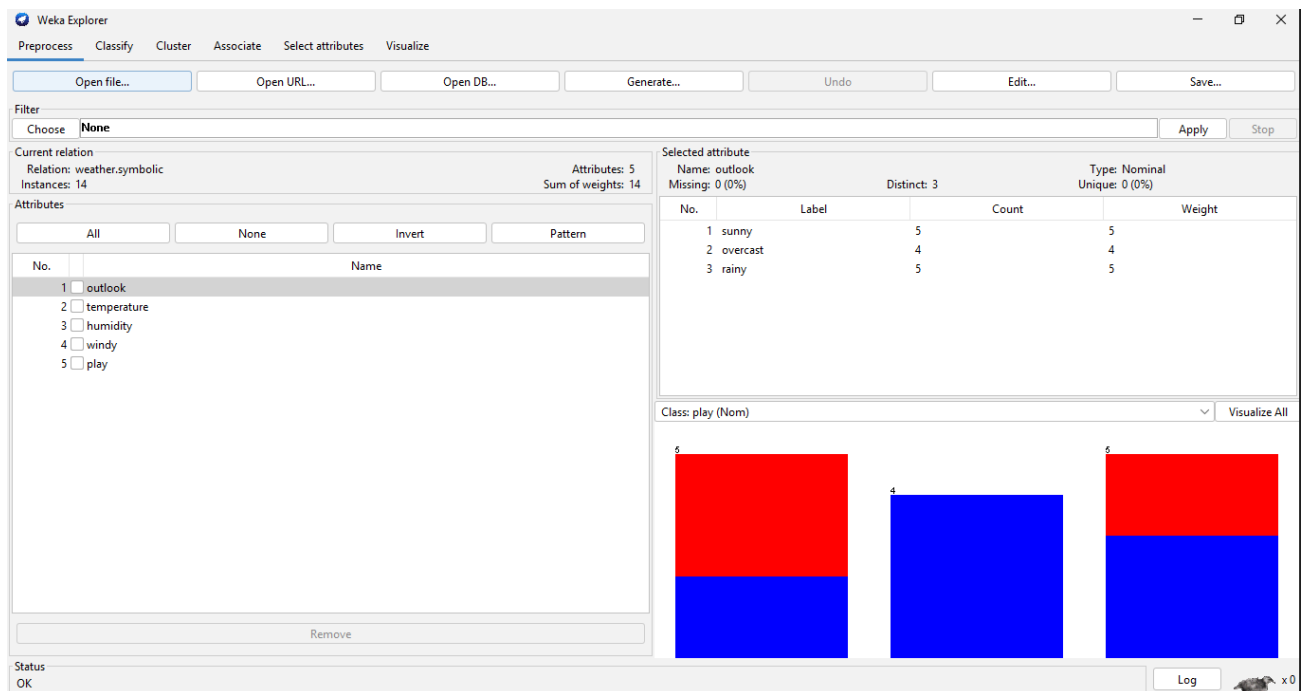 Weka Explorer
Preprocess Classify Cluster Associate Select attributes Visualize
Open file... Open URL... Open DB... Generate... Undo Edit... Save...
Filter
Choose None Apply Stop
Current relation
Relation: weather.symbolic Attributes: 5
Instances: 14 Sum of weights: 14
Attributes
All None Invert Pattern
No. Name
1 outlook
2 temperature
3 humidity
4 windy
5 play
Remove
Selected attribute
Name: outlook Type: Nominal
Missing: 0 (0%) Distinct: 3 Unique: 0 (0%)
No. Label Count Weight
1 sunny 5 5
2 overcast 4 4
3 rainy 5 5
Class: play (Nom) Visualize All
5 4 5
Status
OK Log x 0